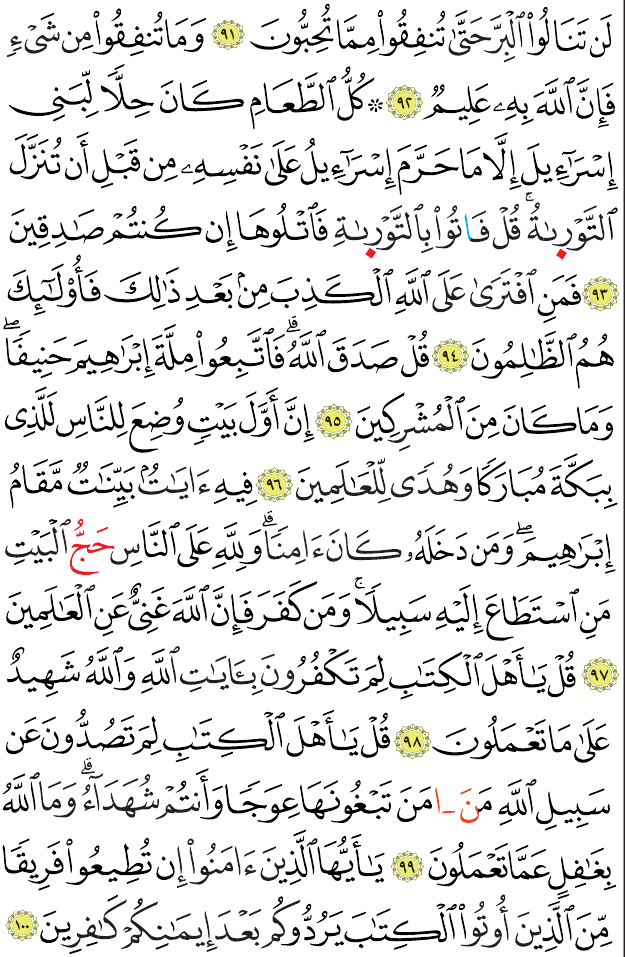 لَن تَنَالُوا۟ ٱلْبِرَّ حَتَّىٰ تُنفِقُوا۟ مِمَّا تُحِبُّونَ ٩١ وَمَا تُنفِقُوا۟ مِن شَىْءٍ
فَإِنَّ ٱللَّهَ بِهِۦ عَلِيمٌ ٩٢ ۞ كُلُّ ٱلطَّعَامِ كَانَ حِلًّا لِّبَنِى
إِسْرَٰٓءِيلَ إِلَّا مَا حَرَّمَ إِسْرَٰٓءِيلُ عَلَىٰ نَفْسِهِۦ مِن قَبْلِ أَن تُنَزَّلَ
ٱلتَّوْرَىٰةُۚ قُلْ فَاتُوا۟ بِٱلتَّوْرَىٰةِ فَٱتْلُوهَا إِن كُنتُمْ صَٰدِقِينَ
٩٣ فَمَنِ ٱفْتَرَىٰ عَلَى ٱللَّهِ ٱلْكَذِبَ مِنۢ بَعْدِ ذَٰلِكَ فَأُو۟لَٰٓئِكَ
هُمُ ٱلظَّٰلِمُونَ ٩٤ قُلْ صَدَقَ ٱللَّهُۗ فَٱتَّبِعُوا۟ مِلَّةَ إِبْرَٰهِيمَ حَنِيفًاۖ
وَمَا كَانَ مِنَ ٱلْمُشْرِكِينَ ٩٥ إِنَّ أَوَّلَ بَيْتٍ وُضِعَ لِلنَّاسِ لَلَّذِى
بِبَكَّةَ مُبَارَكًا وَهُدًى لِّلْعَٰلَمِينَ ٩٦ فِيهِ ءَايَٰتٌۢ بَيِّنَٰتٌ مَّقَامُ
إِبْرَٰهِيمَۖ وَمَن دَخَلَهُۥ كَانَ ءَامِنًاۗ وَلِلَّهِ عَلَى ٱلنَّاسِ حَجُّ ٱلْبَيْتِ
مَنِ ٱسْتَطَاعَ إِلَيْهِ سَبِيلًاۚ وَمَن كَفَرَ فَإِنَّ ٱللَّهَ غَنِىٌّ عَنِ ٱلْعَٰلَمِينَ
٩٧ قُلْ يَٰٓأَهْلَ ٱلْكِتَٰبِ لِمَ تَكْفُرُونَ بِـَٔايَٰتِ ٱللَّهِ وَٱللَّهُ شَهِيدٌ
عَلَىٰ مَا تَعْمَلُونَ ٩٨ قُلْ يَٰٓأَهْلَ ٱلْكِتَٰبِ لِمَ تَصُدُّونَ عَن
سَبِيلِ ٱللَّهِ مَنَ ـا مَنَ تَبْغُونَهَا عِوَجًا وَأَنتُمْ شُهَدَآءُۗ وَمَا ٱللَّهُ
بِغَٰفِلٍ عَمَّا تَعْمَلُونَ ٩٩ يَٰٓأَيُّهَا ٱلَّذِينَ ءَامَنُوٓا۟ إِن تُطِيعُوا۟ فَرِيقًا
مِّنَ ٱلَّذِينَ أُوتُوا۟ ٱلْكِتَٰبَ يَرُدُّوكُم بَعْدَ إِيمَٰنِكُمْ كَٰفِرِينَ ١٠٠